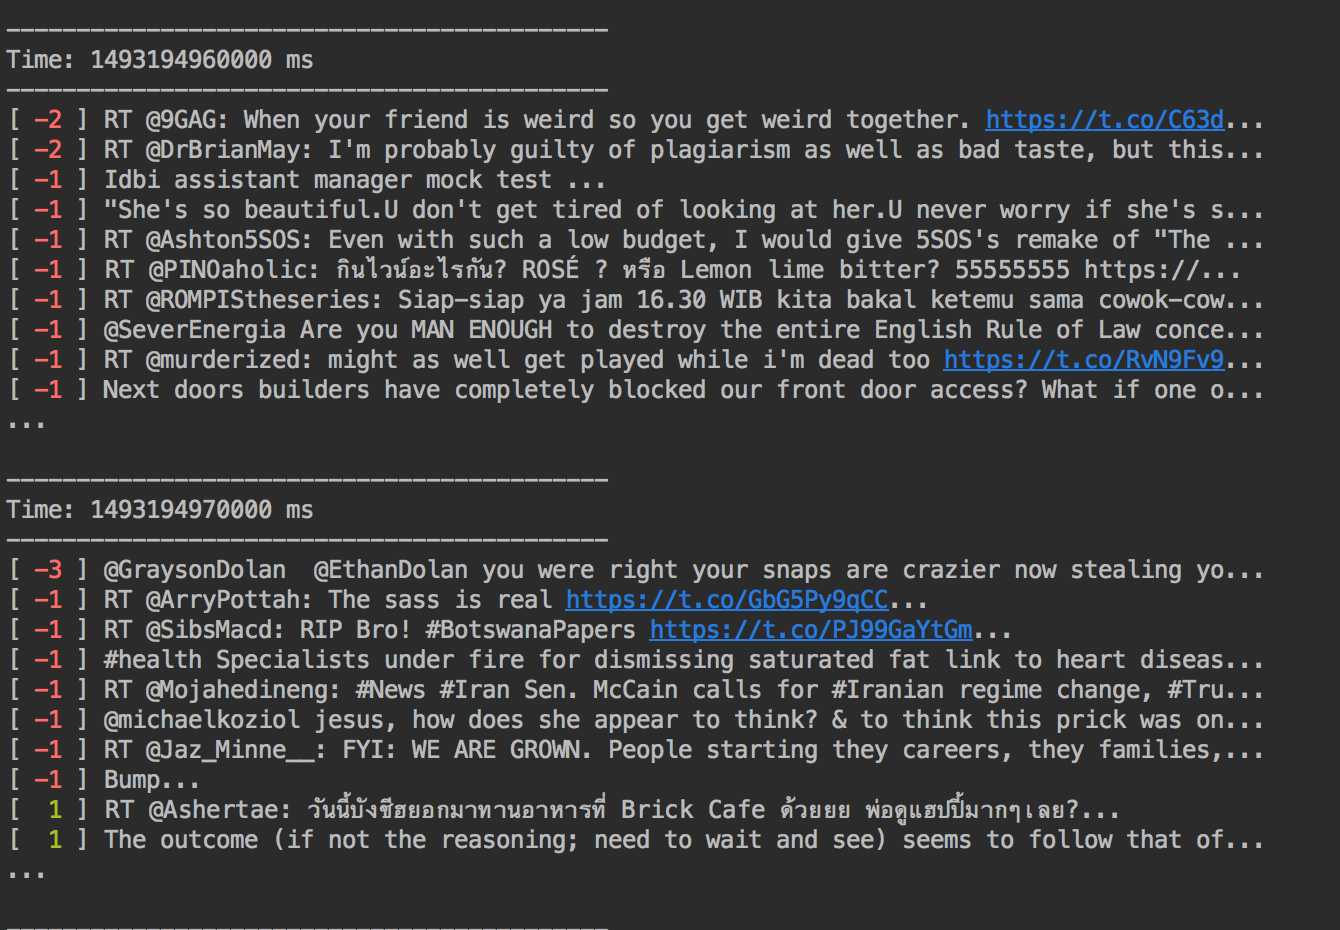 -------------------------------------------
Time: 1493194960000 ms
-------------------------------------------
[ -2 ] RT @9GAG: When your friend is weird so you get weird together. https://t.co/C63d...
[ -2 ] RT @DrBrianMay: I'm probably guilty of plagiarism as well as bad taste, but this...
[ -1 ] Idbi assistant manager mock test ...
[ -1 ] "She's so beautiful.U don't get tired of looking at her.U never worry if she's s...
[ -1 ] RT @Ashton5SOS: Even with such a low budget, I would give 5SOS's remake of "The ...
[ -1 ] RT @PINOaholic: กินไวน์อะไรกัน? ROSÉ ? หรือ Lemon lime bitter? 55555555 https://...
[ -1 ] RT @ROMPIStheseries: Siap-siap ya jam 16.30 WIB kita bakal ketemu sama cowok-cow...
[ -1 ] @SeverEnergia Are you MAN ENOUGH to destroy the entire English Rule of Law conce...
[ -1 ] RT @murderized: might as well get played while i'm dead too https://t.co/RvN9Fv9...
[ -1 ] Next doors builders have completely blocked our front door access? What if one o...
...
-------------------------------------------
Time: 1493194970000 ms
-------------------------------------------
[ -3 ] @GraysonDolan  @EthanDolan you were right your snaps are crazier now stealing yo...
[ -1 ] RT @ArryPottah: The sass is real https://t.co/GbG5Py9qCC...
[ -1 ] RT @SibsMacd: RIP Bro! #BotswanaPapers https://t.co/PJ99GaYtGm...
[ -1 ] #health Specialists under fire for dismissing saturated fat link to heart diseas...
[ -1 ] RT @Mojahedineng: #News #Iran Sen. McCain calls for #Iranian regime change, #Tru...
[ -1 ] @michaelkoziol jesus, how does she appear to think? & to think this prick was on...
[ -1 ] RT @Jaz_Minne__: FYI: WE ARE GROWN. People starting they careers, they families,...
[ -1 ] Bump...
[  1 ] RT @Ashertae: วันนี้บังซีฮยอกมาทานอาหารที่ Brick Cafe ด้วยยย พ่อดูแฮปปี้มากๆเลย?...
[  1 ] The outcome (if not the reasoning; need to wait and see) seems to follow that of...
...
-------------------------------------------